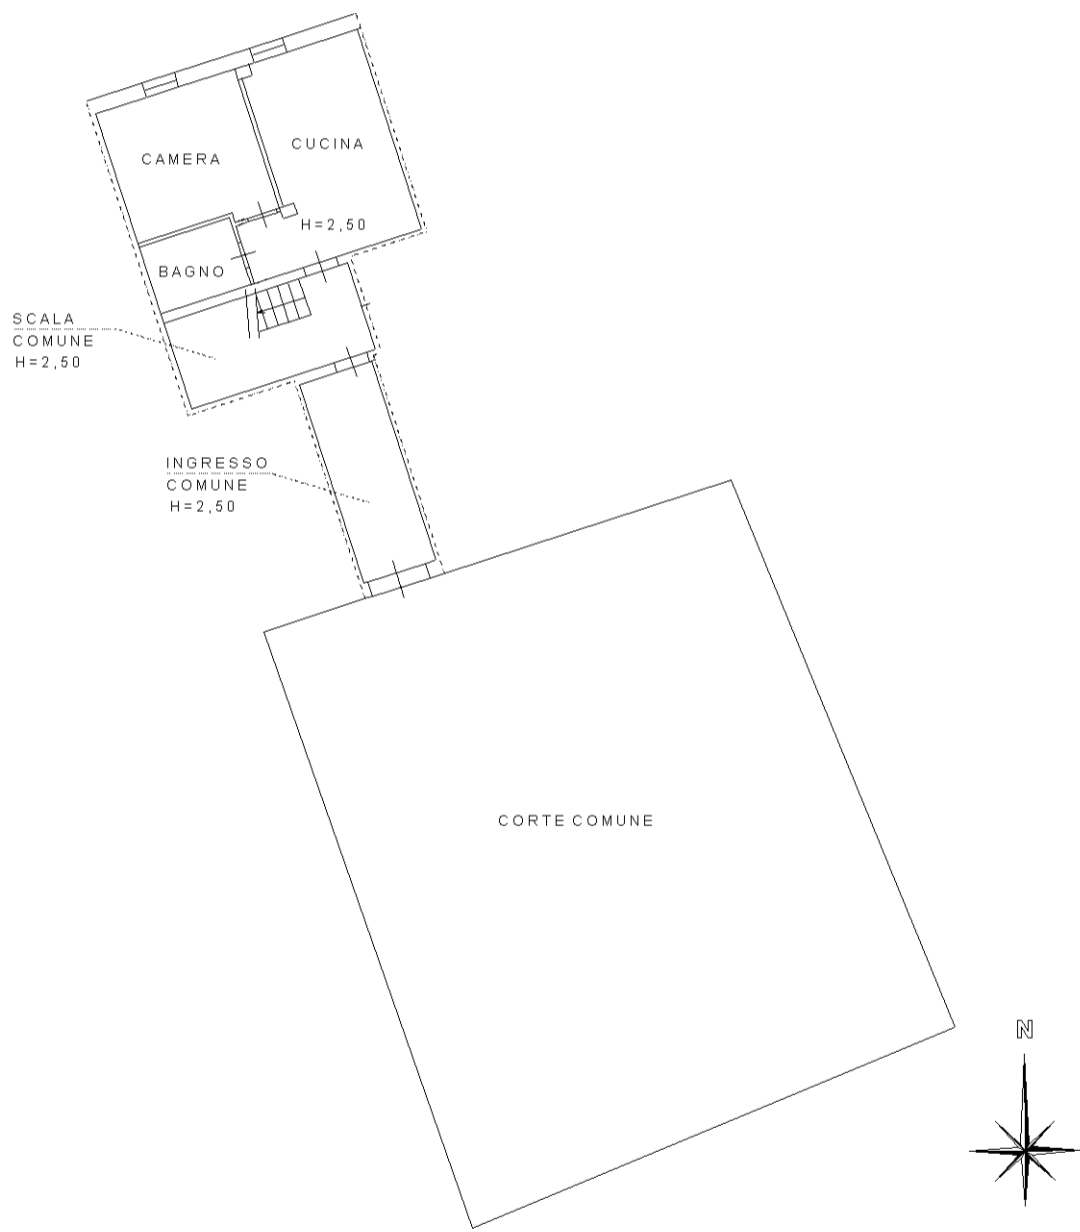 CUCINA
CAMERA
H=2,50
BAGNO
SCALA
COMUNE
H=2,50
INGRESSO
COMUNE
H=2,50
CORTE COMUNE
N